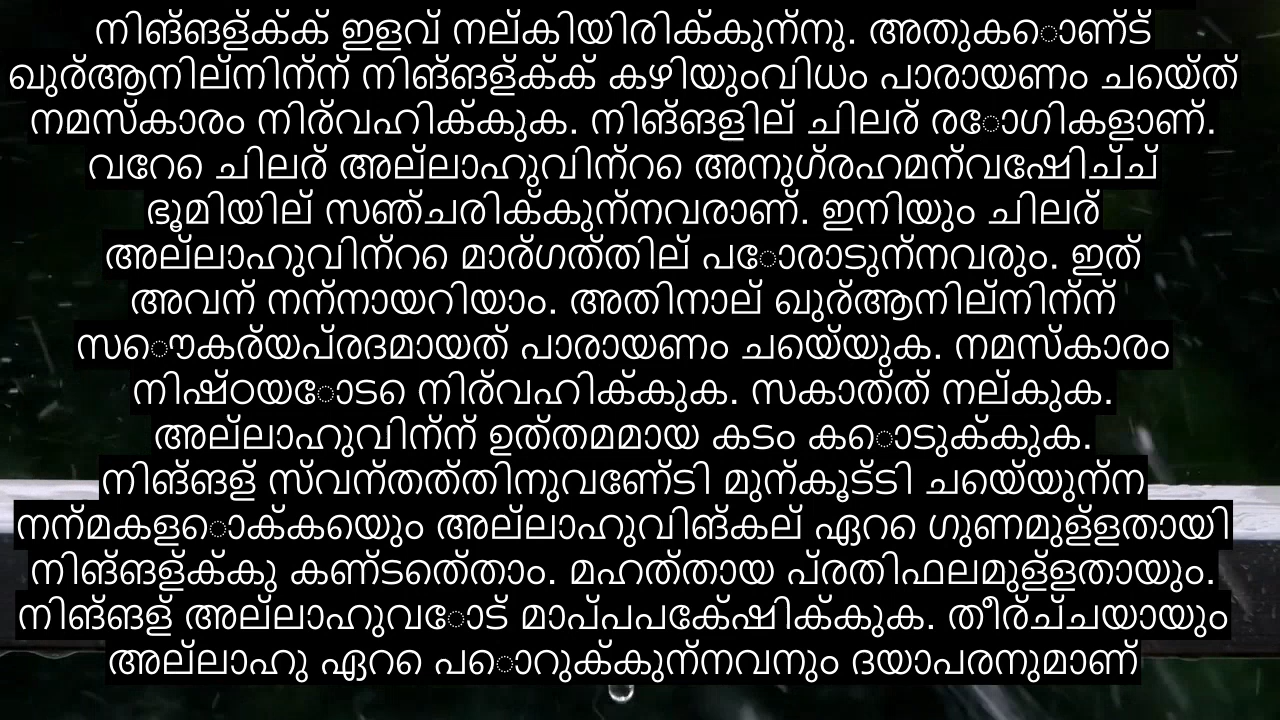 നിങ്ങള്ക്ക് ഇളവ് നല്കിയിരിക്കുന്നു. അതുകൊണ്ട്
ഖുര്ആനില്നിന്ന് നിങ്ങള്ക്ക് കഴിയുംവിധം പാരായണം ചെയ്ത്
നമസ്കാരം നിര്വഹിക്കുക. നിങ്ങളില് ചിലര് രോഗികളാണ്.
വേറെ ചിലര് അല്ലാഹുവിന്റെ അനുഗ്രഹമന്വേഷിച്ച്
ഭൂമിയില് സഞ്ചരിക്കുന്നവരാണ്. ഇനിയും ചിലര്
അല്ലാഹുവിന്റെ മാര്ഗത്തില് പോരാടുന്നവരും. ഇത്
അവന് നന്നായറിയാം. അതിനാല് ഖുര്ആനില്നിന്ന്
സൌകര്യപ്രദമായത് പാരായണം ചെയ്യുക. നമസ്കാരം
നിഷ്ഠയോടെ നിര്വഹിക്കുക. സകാത്ത് നല്കുക.
അല്ലാഹുവിന്ന് ഉത്തമമായ കടം കൊടുക്കുക.
നിങ്ങള് സ്വന്തത്തിനുവേണ്ടി മുന്കൂട്ടി ചെയ്യുന്ന
നന്മകളൊക്കെയും അല്ലാഹുവിങ്കല് ഏറെ ഗുണമുള്ളതായി
നിങ്ങള്ക്കു കണ്ടെത്താം. മഹത്തായ പ്രതിഫലമുള്ളതായും.
നിങ്ങള് അല്ലാഹുവോട് മാപ്പപേക്ഷിക്കുക. തീര്ച്ചയായും
അല്ലാഹു ഏറെ പൊറുക്കുന്നവനും ദയാപരനുമാണ്